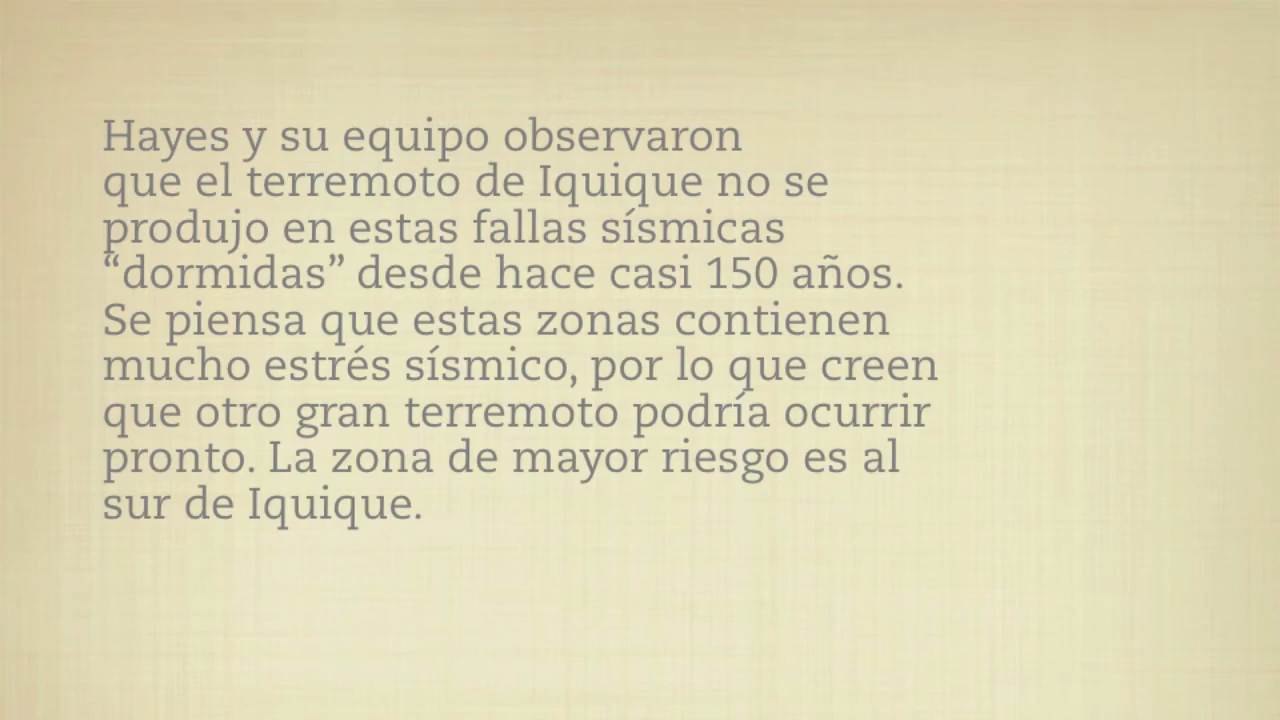 Hayes y su equipo observaron
que el terremoto de Iquique no se
produjo en estas fallas sísmicas
“dormidas” desde hace casi 150 años.
Se piensa que estas zonas contienen
mucho estrés sísmico, por lo que creen
que otro gran terremoto podría ocurrir
pronto. La zona de mayor riesgo es al
sur de Iquique.